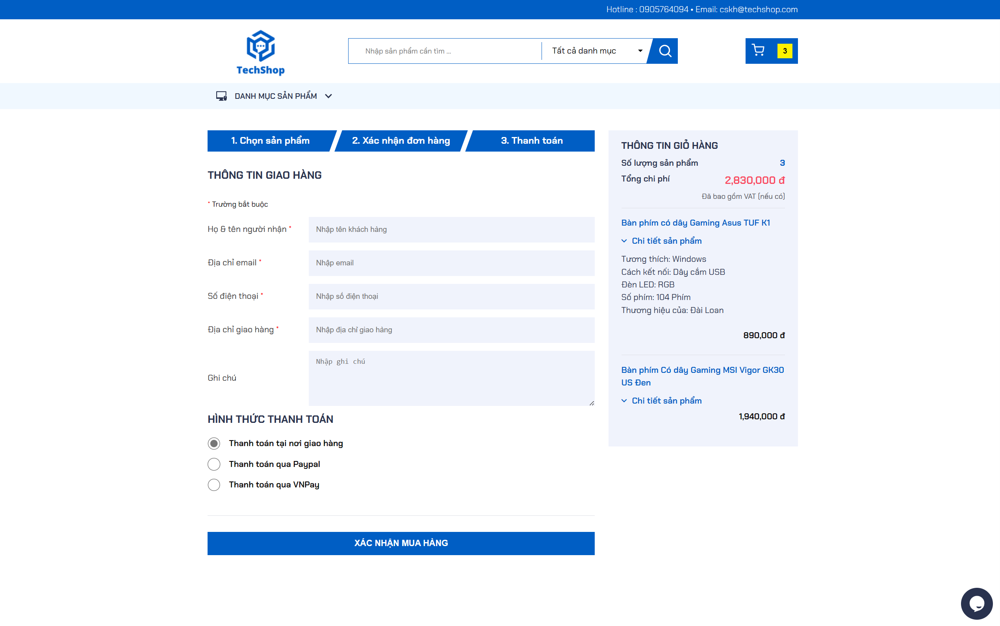 Hotline : 0905764094 • Email: cskh@techshop.com
TechShop
Nhập sản phẩm cần tìm ...
Tất cả danh mục
3
DANH MỤC SẢN PHẨM
1. Chọn sản phẩm
2. Xác nhận đơn hàng
3. Thanh toán
THÔNG TIN GIAO HÀNG
* Trường bắt buộc
Họ & tên người nhận *
Nhập tên khách hàng
Địa chỉ email *
Nhập email
Số điện thoại *
Nhập số điện thoại
Địa chỉ giao hàng *
Nhập địa chỉ giao hàng
Ghi chú
Nhập ghi chú
HÌNH THỨC THANH TOÁN
Thanh toán tại nơi giao hàng
Thanh toán qua Paypal
Thanh toán qua VNPay
XÁC NHẬN MUA HÀNG
THÔNG TIN GIỎ HÀNG
Số lượng sản phẩm 3
Tổng chi phí 2,830,000 đ
Đã bao gồm VAT (nếu có)
Bàn phím có dây Gaming Asus TUF K1
Chi tiết sản phẩm
Tương thích: Windows
Cách kết nối: Dây cắm USB
Đèn LED: RGB
Số phím: 104 Phím
Thương hiệu của: Đài Loan
890,000 đ
Bàn phím Có dây Gaming MSI Vigor GK30
US Đen
Chi tiết sản phẩm
1,940,000 đ